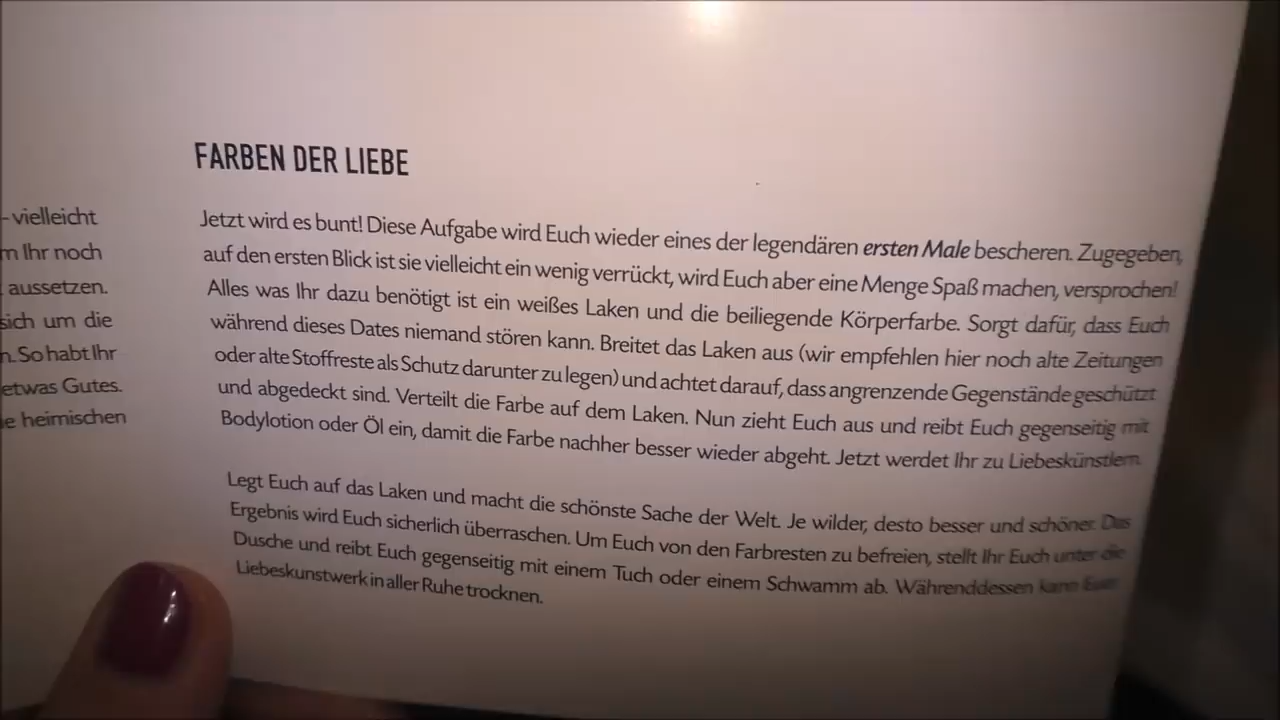 FARBEN DER LIEBE
- vielleicht
m Ihr noch
aussetzen.
sich um die
n. So habt Ihr
etwas Gutes.
ie heimischen
Jetzt wird es bunt! Diese Aufgabe wird Euch wieder eines der legendären ersten Male bescheren. Zugegeben,
auf den ersten Blick ist sie vielleicht ein wenig verrückt, wird Euch aber eine Menge Spaß machen, versprochen!
Alles was Ihr dazu benötigt ist ein weißes Laken und die beiliegende Körperfarbe. Sorgt dafür, dass Euch
während dieses Dates niemand stören kann. Breitet das Laken aus (wir empfehlen hier noch alte Zeitungen
oder alte Stoffreste als Schutz darunter zu legen) und achtet darauf, dass angrenzende Gegenstände geschützt
und abgedeckt sind. Verteilt die Farbe auf dem Laken. Nun zieht Euch aus und reibt Euch gegenseitig mit
Bodylotion oder Öl ein, damit die Farbe nachher besser wieder abgeht. Jetzt werdet Ihr zu Liebeskünstlern.
Legt Euch auf das Laken und macht die schönste Sache der Welt. Je wilder, desto besser und schöner. Das
Ergebnis wird Euch sicherlich überraschen. Um Euch von den Farbresten zu befreien, stellt Ihr Euch unter die
Dusche und reibt Euch gegenseitig mit einem Tuch oder einem Schwamm ab. Währenddessen kann Euer
Liebeskunstwerk in aller Ruhe trocknen.